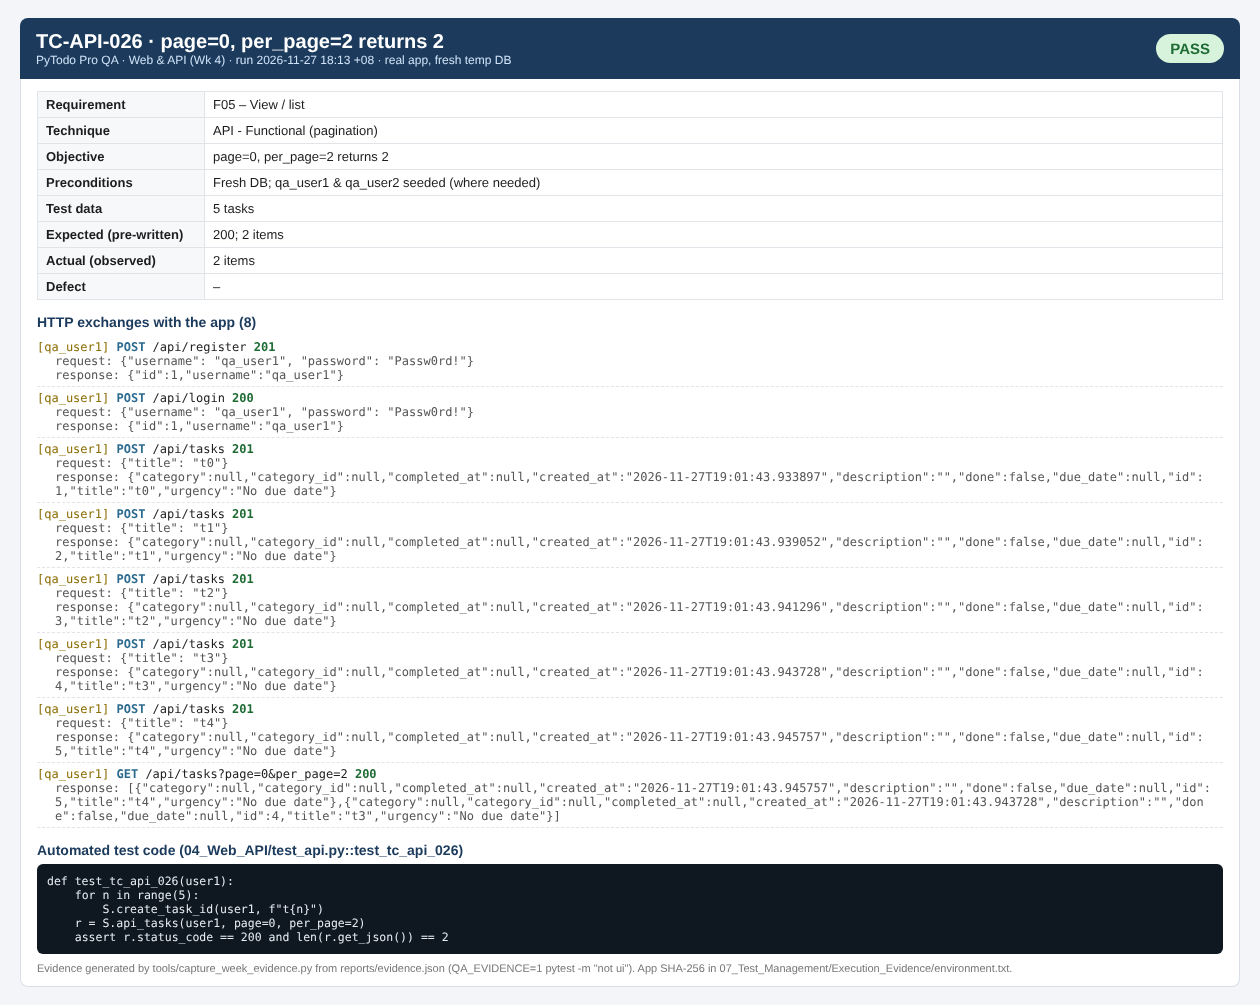 TC-API-026 · page=0, per_page=2 returns 2
PyTodo Pro QA · Web & API (Wk 4) · run 2026-11-27 18:13 +08 · real app, fresh temp DB
PASS
Requirement F05 – View / list
Technique API - Functional (pagination)
Objective page=0, per_page=2 returns 2
Preconditions Fresh DB; qa_user1 & qa_user2 seeded (where needed)
Test data 5 tasks
Expected (pre-written) 200; 2 items
Actual (observed) 2 items
Defect –
HTTP exchanges with the app (8)
[qa_user1] POST /api/register 201
request: {"username": "qa_user1", "password": "Passw0rd!"}
response: {"id":1,"username":"qa_user1"}
[qa_user1] POST /api/login 200
request: {"username": "qa_user1", "password": "Passw0rd!"}
response: {"id":1,"username":"qa_user1"}
[qa_user1] POST /api/tasks 201
request: {"title": "t0"}
response: {"category":null,"category_id":null,"completed_at":null,"created_at":"2026-11-27T19:01:43.933897","description":"","done":false,"due_date":null,"id":
1,"title":"t0","urgency":"No due date"}
[qa_user1] POST /api/tasks 201
request: {"title": "t1"}
response: {"category":null,"category_id":null,"completed_at":null,"created_at":"2026-11-27T19:01:43.939052","description":"","done":false,"due_date":null,"id":
2,"title":"t1","urgency":"No due date"}
[qa_user1] POST /api/tasks 201
request: {"title": "t2"}
response: {"category":null,"category_id":null,"completed_at":null,"created_at":"2026-11-27T19:01:43.941296","description":"","done":false,"due_date":null,"id":
3,"title":"t2","urgency":"No due date"}
[qa_user1] POST /api/tasks 201
request: {"title": "t3"}
response: {"category":null,"category_id":null,"completed_at":null,"created_at":"2026-11-27T19:01:43.943728","description":"","done":false,"due_date":null,"id":
4,"title":"t3","urgency":"No due date"}
[qa_user1] POST /api/tasks 201
request: {"title": "t4"}
response: {"category":null,"category_id":null,"completed_at":null,"created_at":"2026-11-27T19:01:43.945757","description":"","done":false,"due_date":null,"id":
5,"title":"t4","urgency":"No due date"}
[qa_user1] GET /api/tasks?page=0&per_page=2 200
response: [{"category":null,"category_id":null,"completed_at":null,"created_at":"2026-11-27T19:01:43.945757","description":"","done":false,"due_date":null,"id":
5,"title":"t4","urgency":"No due date"},{"category":null,"category_id":null,"completed_at":null,"created_at":"2026-11-27T19:01:43.943728","description":"","don
e":false,"due_date":null,"id":4,"title":"t3","urgency":"No due date"}]
Automated test code (04_Web_API/test_api.py::test_tc_api_026)
def test_tc_api_026(user1):
for n in range(5):
S.create_task_id(user1, f"t{n}")
r = S.api_tasks(user1, page=0, per_page=2)
assert r.status_code == 200 and len(r.get_json()) == 2
Evidence generated by tools/capture_week_evidence.py from reports/evidence.json (QA_EVIDENCE=1 pytest -m "not ui"). App SHA-256 in 07_Test_Management/Execution_Evidence/environment.txt.